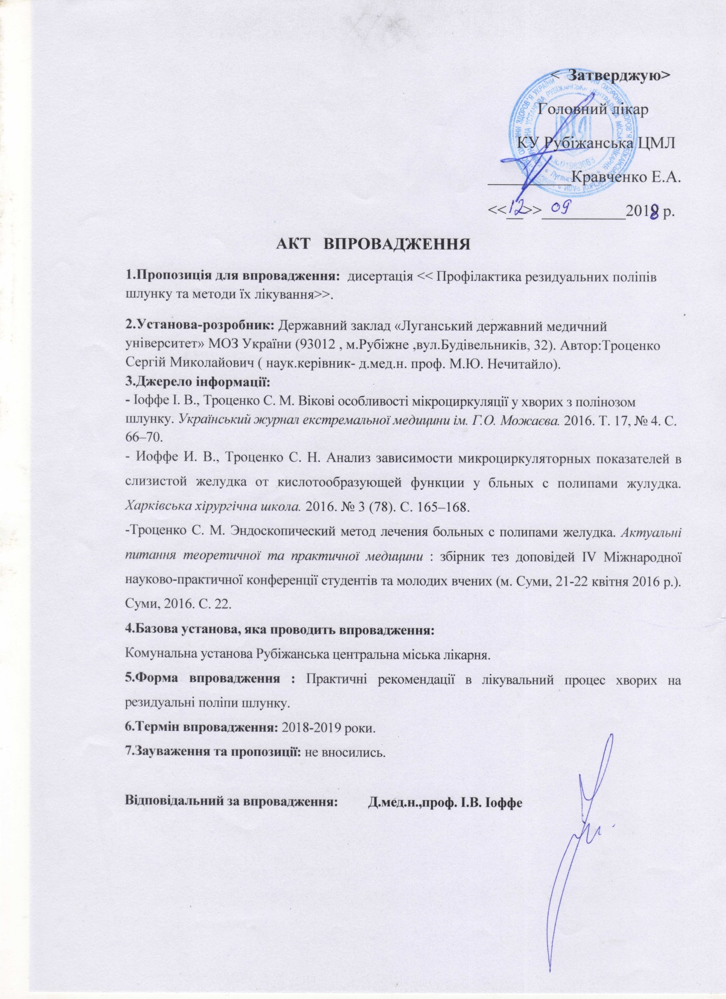 < Затверджую>
Головний лікар
КУ Рубіжанська ЦМЛ
__________Кравченко Е.А.
<<12>> 09 __________2018 р.
АКТ ВПРОВАДЖЕННЯ
1.Пропозиція для впровадження: дисертація << Профілактика резидуальних поліпів
шлунку та методи їх лікування>>.
2.Установа-розробник: Державний заклад «Луганський державний медичний
університет» МОЗ України (93012 , м.Рубіжне ,вул.Будівельників, 32). Автор:Троценко
Сергій Миколайович ( наук.керівник- д.мед.н. проф. М.Ю. Нечитайло).
3.Джерело інформації:
- Іоффе І. В., Троценко С. М. Вікові особливості мікроциркуляції у хворих з полінозом
шлунку. Український журнал екстремальної медицини ім. Г.О. Можаєва. 2016. Т. 17, № 4. С.
66–70.
- Иоффе И. В., Троценко С. Н. Анализ зависимости микроциркуляторных показателей в
слизистой желудка от кислотообразующей функции у бльных с полипами жулудка.
Харківська хірургічна школа. 2016. № 3 (78). С. 165–168.
-Троценко С. М. Эндоскопический метод лечения больных с полипами желудка. Актуальні
питання теоретичної та практичної медицини : збірник тез доповідей IV Міжнародної
науково-практичної конференції студентів та молодих вчених (м. Суми, 21-22 квітня 2016 р.).
Суми, 2016. С. 22.
4.Базова установа, яка проводить впровадження:
Комунальна установа Рубіжанська центральна міська лікарня.
5.Форма впровадження : Практичні рекомендації в лікувальний процес хворих на
резидуальні поліпи шлунку.
6.Термін впровадження: 2018-2019 роки.
7.Зауваження та пропозиції: не вносились.
Відповідальний за впровадження: Д.мед.н.,проф. І.В. Іоффе